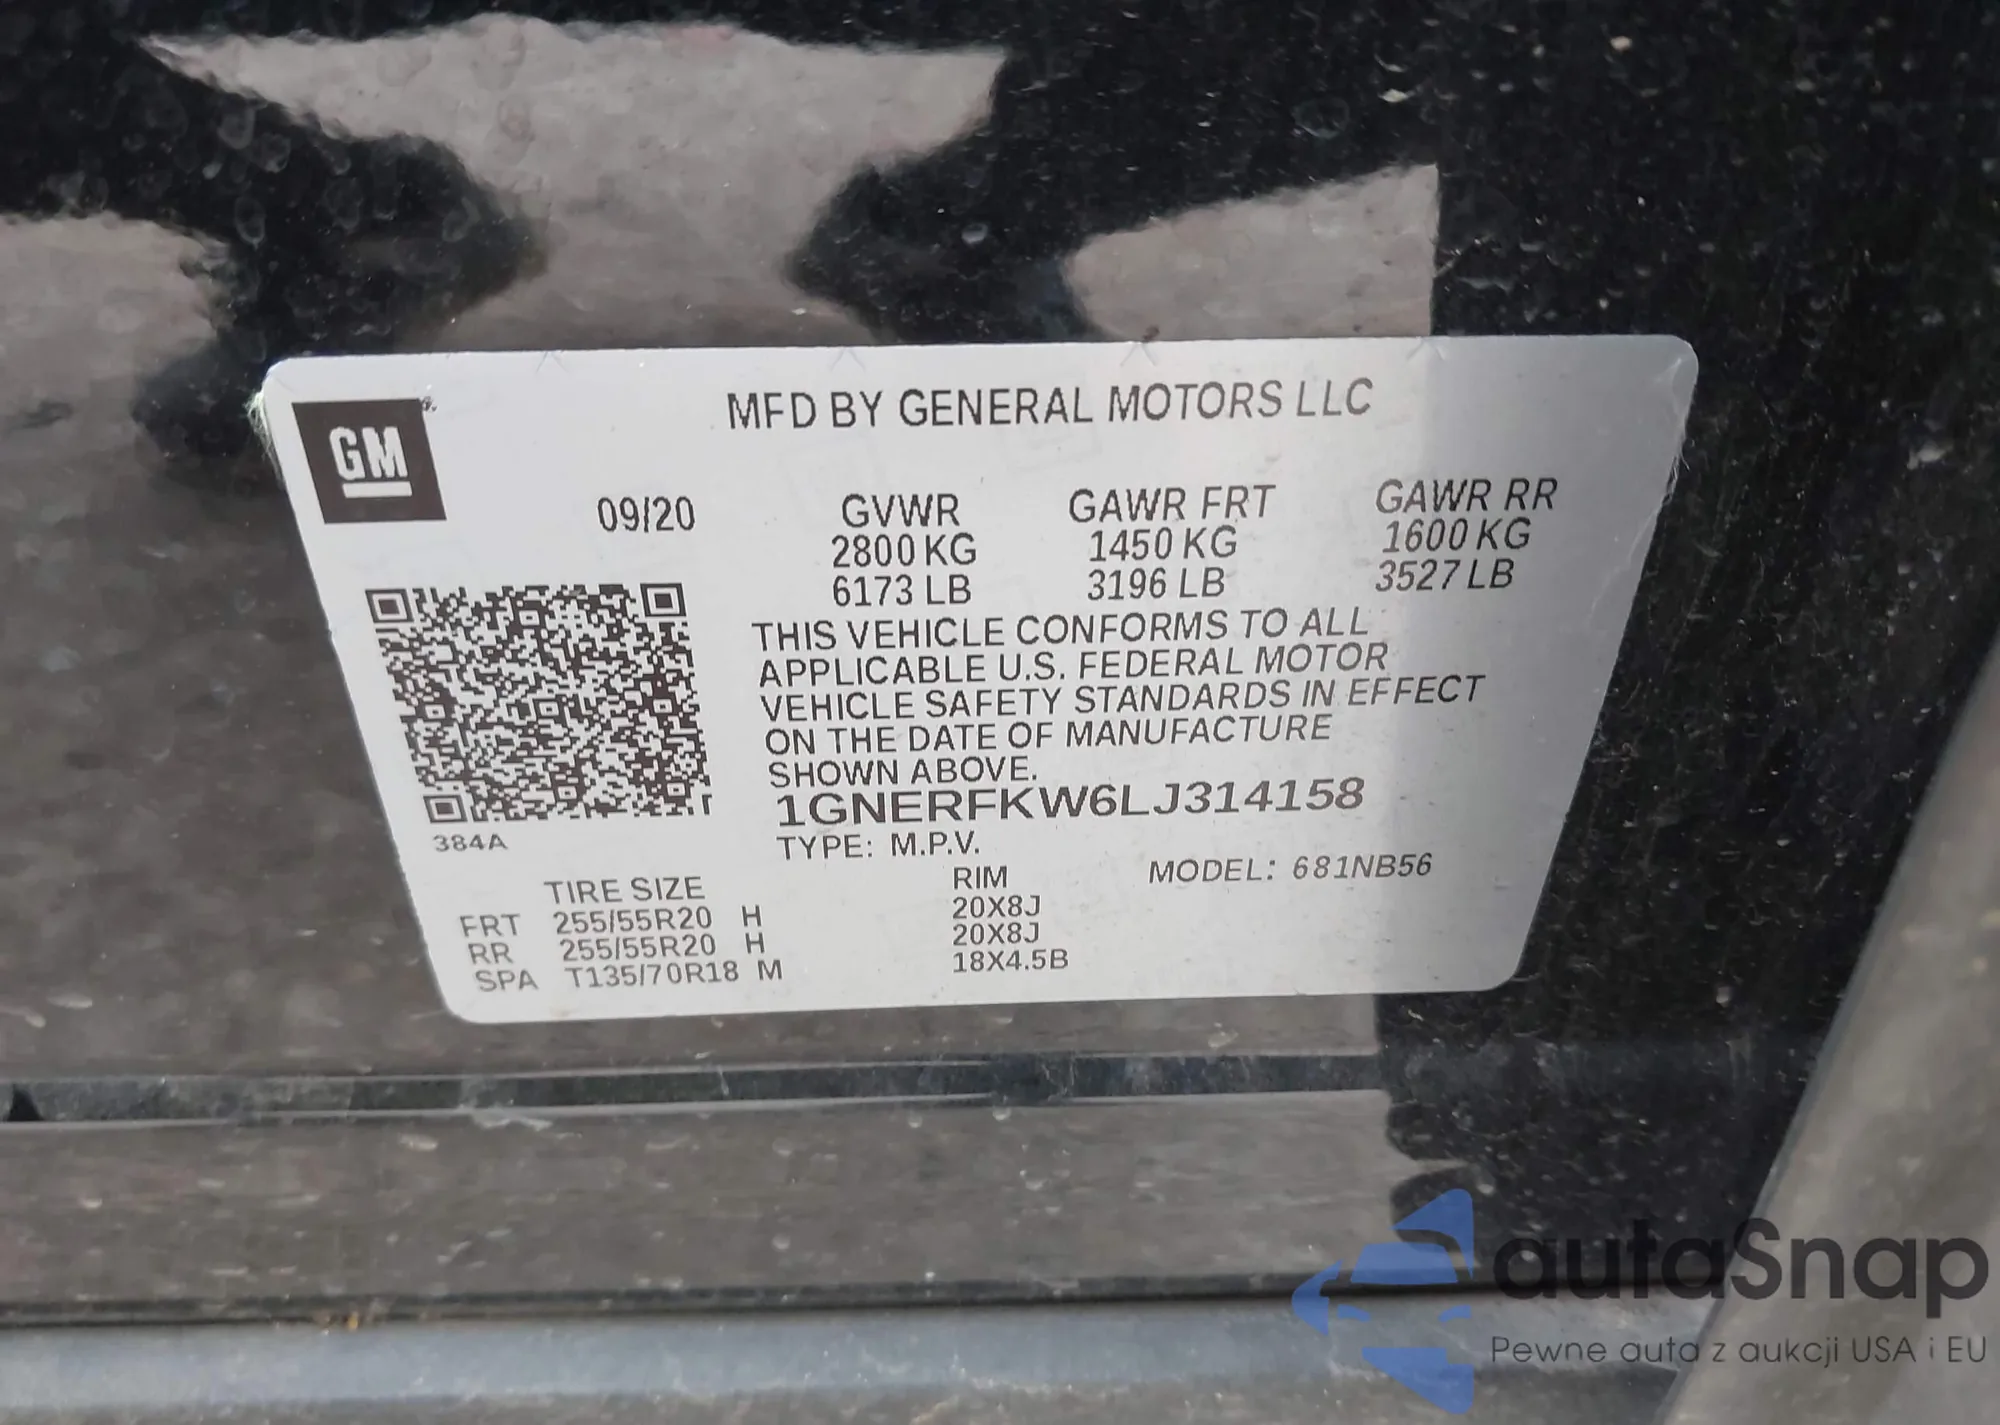 GM
MFD BY GENERAL MOTORS LLC
09/20
GVWR GAWR FRT GAWR RR
2800 KG 1450 KG 1600 KG
6173 LB 3196 LB 3527 LB
THIS VEHICLE CONFORMS TO ALL
APPLICABLE U.S. FEDERAL MOTOR
VEHICLE SAFETY STANDARDS IN EFFECT
ON THE DATE OF MANUFACTURE
SHOWN ABOVE.
1GNERFKW6LJ314158
384A
TYPE: M.P.V.
MODEL: 681NB56
TIRE SIZE RIM
FRT 255/55R20 H 20X8J
RR 255/55R20 H 20X8J
SPA T135/70R18 M 18X4.5B
autaSnap
Pewne auta z aukcji USA i EU